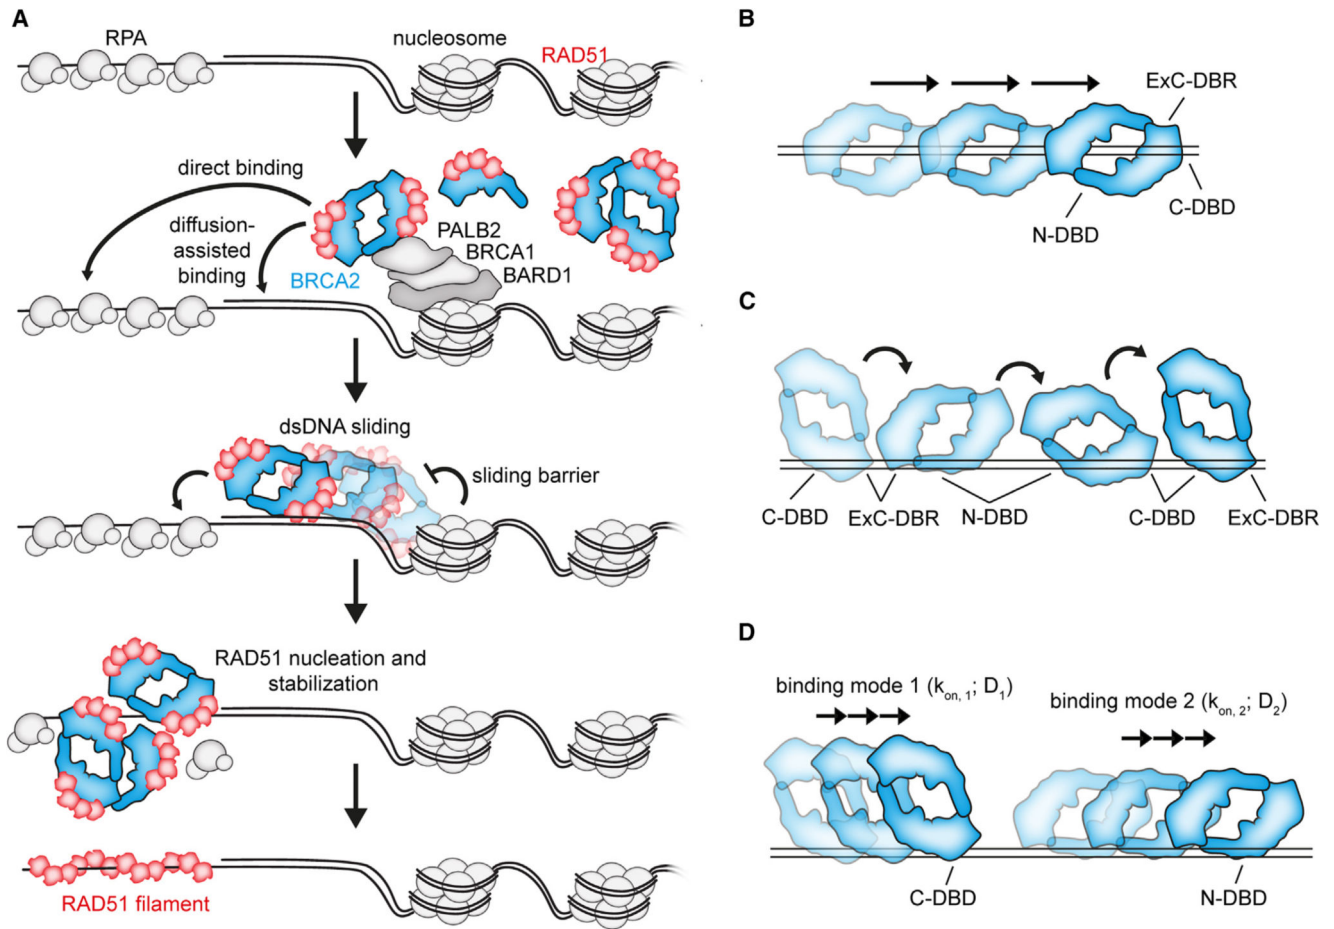 A
RPA
nucleosome
RAD51
direct binding
diffusion-
assisted
binding
BRCA2
PALB2
BRCA1
BARD1
dsDNA sliding
sliding barrier
RAD51 nucleation and
stabilization
RAD51 filament
B
ExC-DBR
C-DBD
N-DBD
C
C-DBD
ExC-DBR
N-DBD
C-DBD
ExC-DBR
D
binding mode 1 (kon, 1; D1)
binding mode 2 (kon, 2; D2)
C-DBD
N-DBD